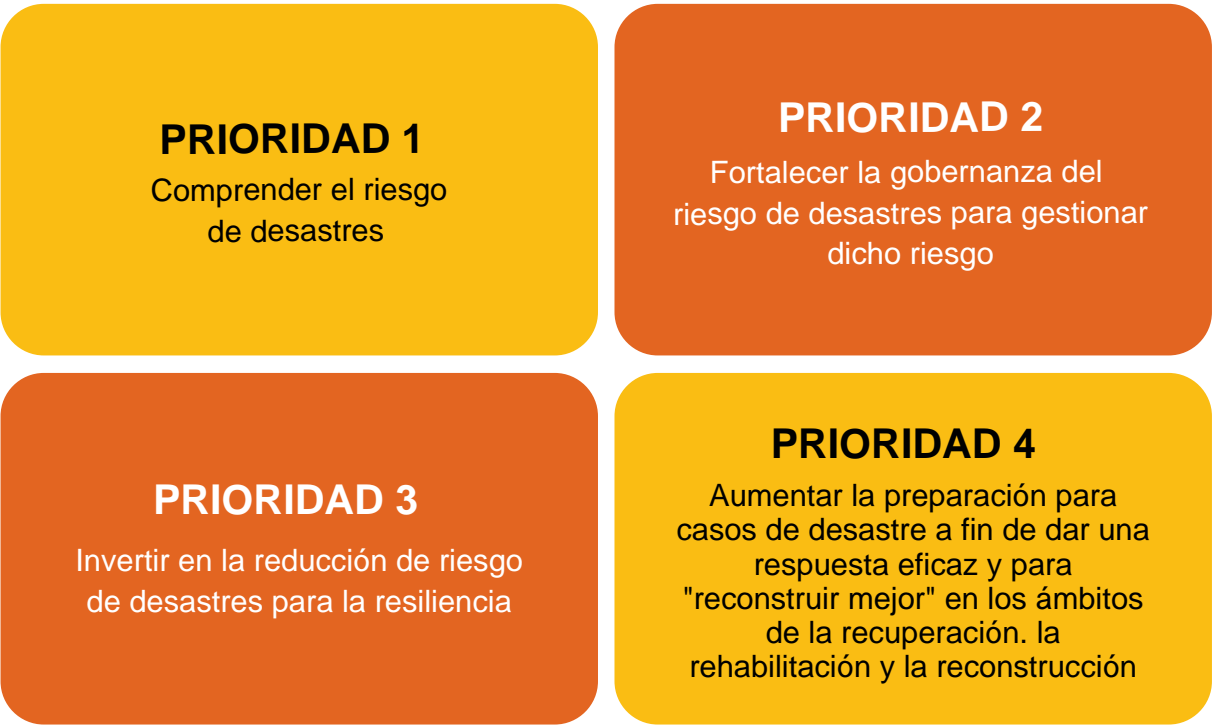 PRIORIDAD 1
Comprender el riesgo
de desastres
PRIORIDAD 2
Fortalecer la gobernanza del
riesgo de desastres para gestionar
dicho riesgo
PRIORIDAD 3
Invertir en la reducción de riesgo
de desastres para la resiliencia
PRIORIDAD 4
Aumentar la preparación para
casos de desastre a fin de dar una
respuesta eficaz y para
"reconstruir mejor" en los ámbitos
de la recuperación. la
rehabilitación y la reconstrucción